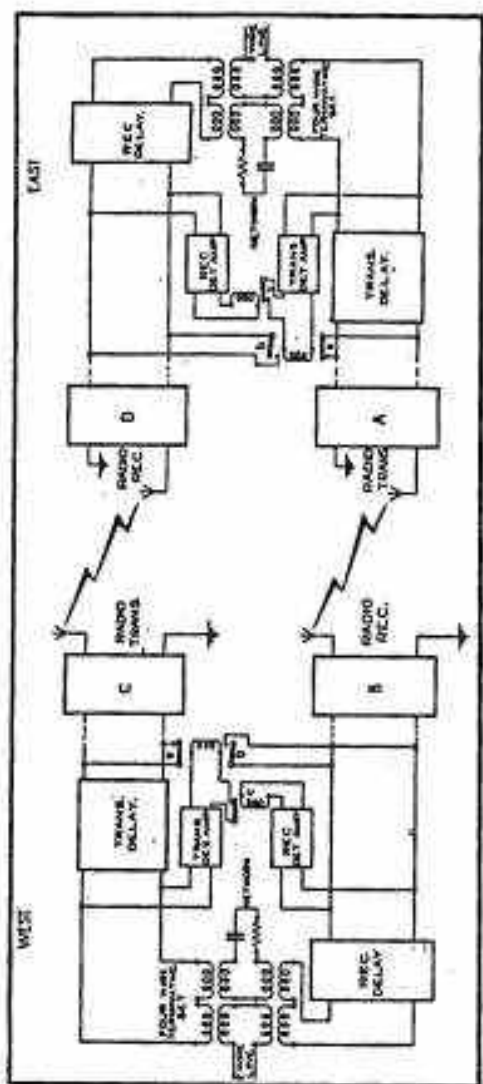 WEST
EAST
FOUR WIRE
TERMINATING
SET
TRANS.
DELAY.
C
RADIO TRANS.
RADIO
REC.
D
REC
DELAY.
TRANS
DET AMP
REC
DET AMP
NETWORK
NETWORK
REC
DET AMP
TRANS
DET AMP
FOUR WIRE
TERMINATING
SET
REC
DELAY
B
RADIO
REC.
RADIO
TRANS
A
TRANS.
DELAY